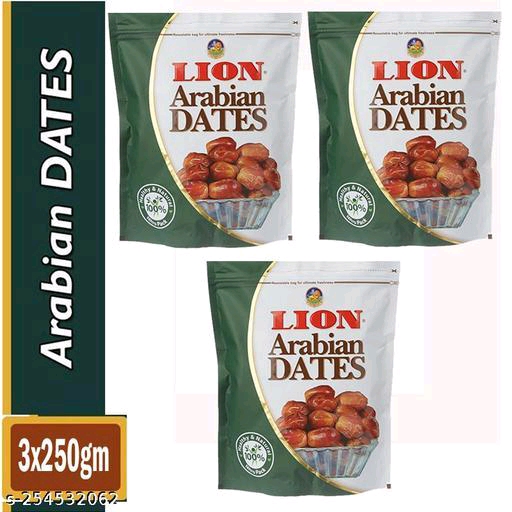 Arabian DATES
3x250gm
s-254532062
Resealable bag for ultimate freshness
LION®
Arabian
DATES
Healthy & Natural
100%
Resealable bag for ultimate freshness
LION®
Arabian
DATES
Healthy & Natural
100%
Resealable bag for ultimate freshness
LION®
Arabian
DATES
Healthy & Natural
100%